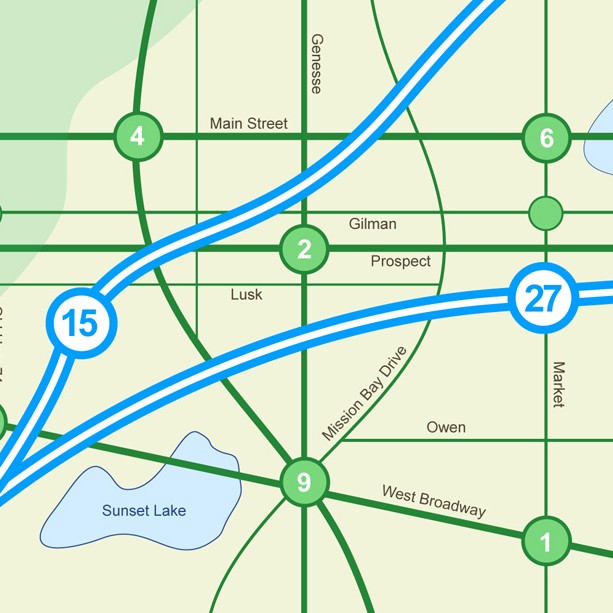 Genesse
Main Street
4
6
Gilman
2
Prospect
Lusk
27
15
Market
Mission Bay Drive
Owen
9
West Broadway
Sunset Lake
1